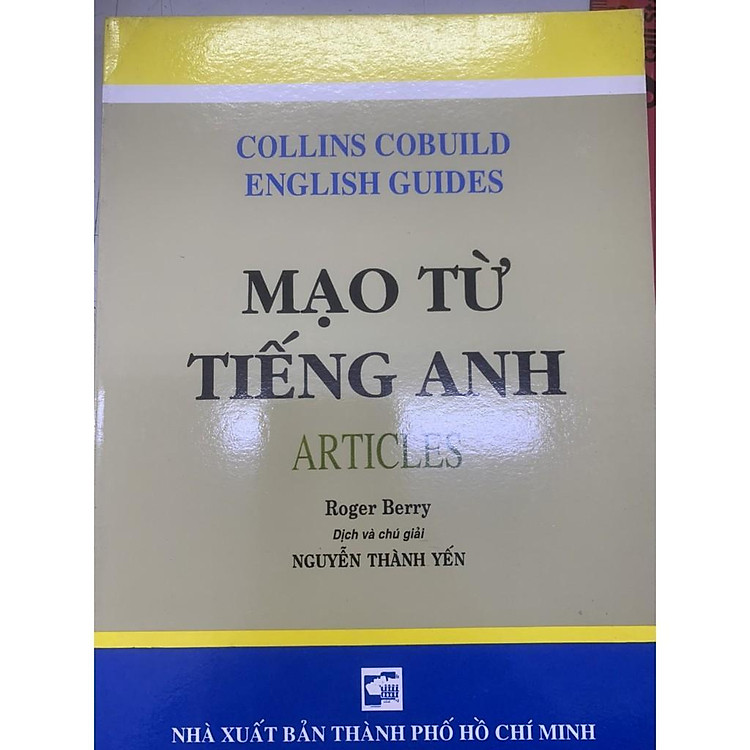 COLLINS COBUILD
ENGLISH GUIDES
MẠO TỪ
TIẾNG ANH
ARTICLES
Roger Berry
Dịch và chú giải
NGUYỄN THÀNH YẾN
NHÀ XUẤT BẢN THÀNH PHỐ HỒ CHÍ MINH